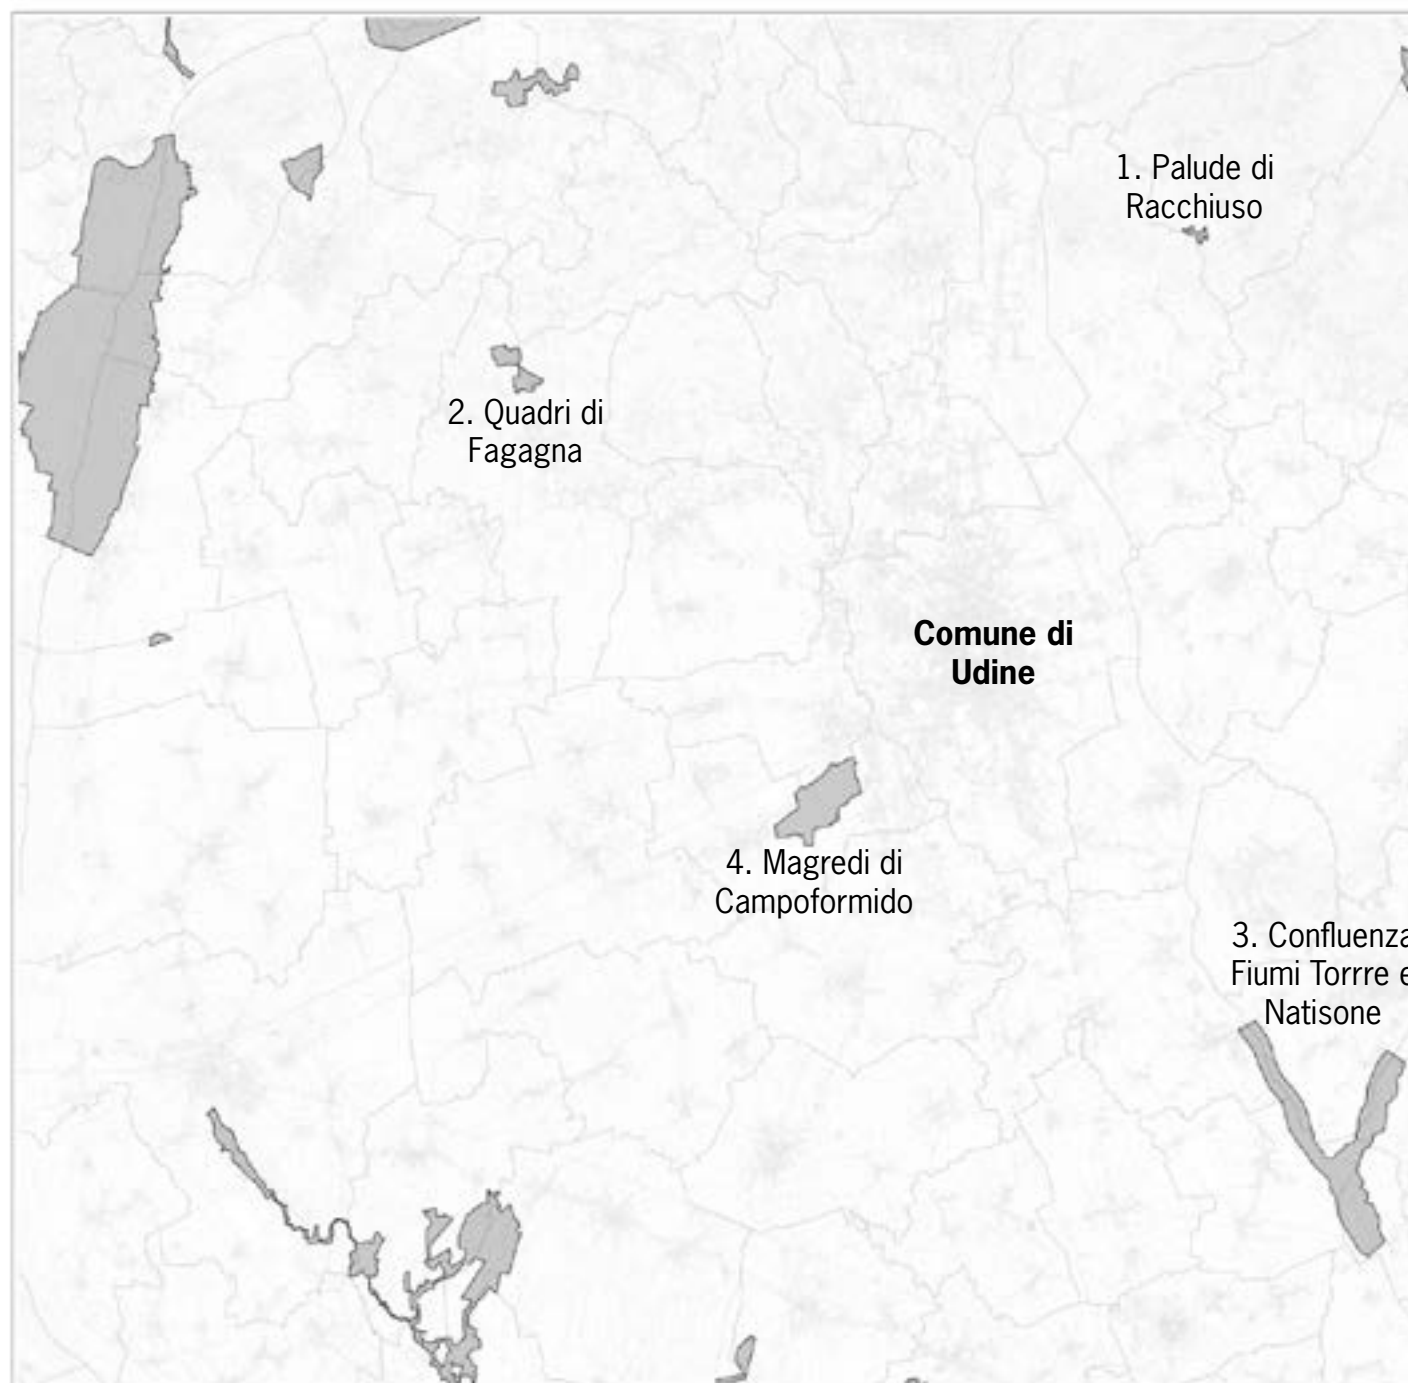 1. Palude di
Racchiuso
2. Quadri di
Fagagna
Comune di
Udine
4. Magredi di
Campoformido
3. Confluenza
Fiumi Torrre e
Natisone